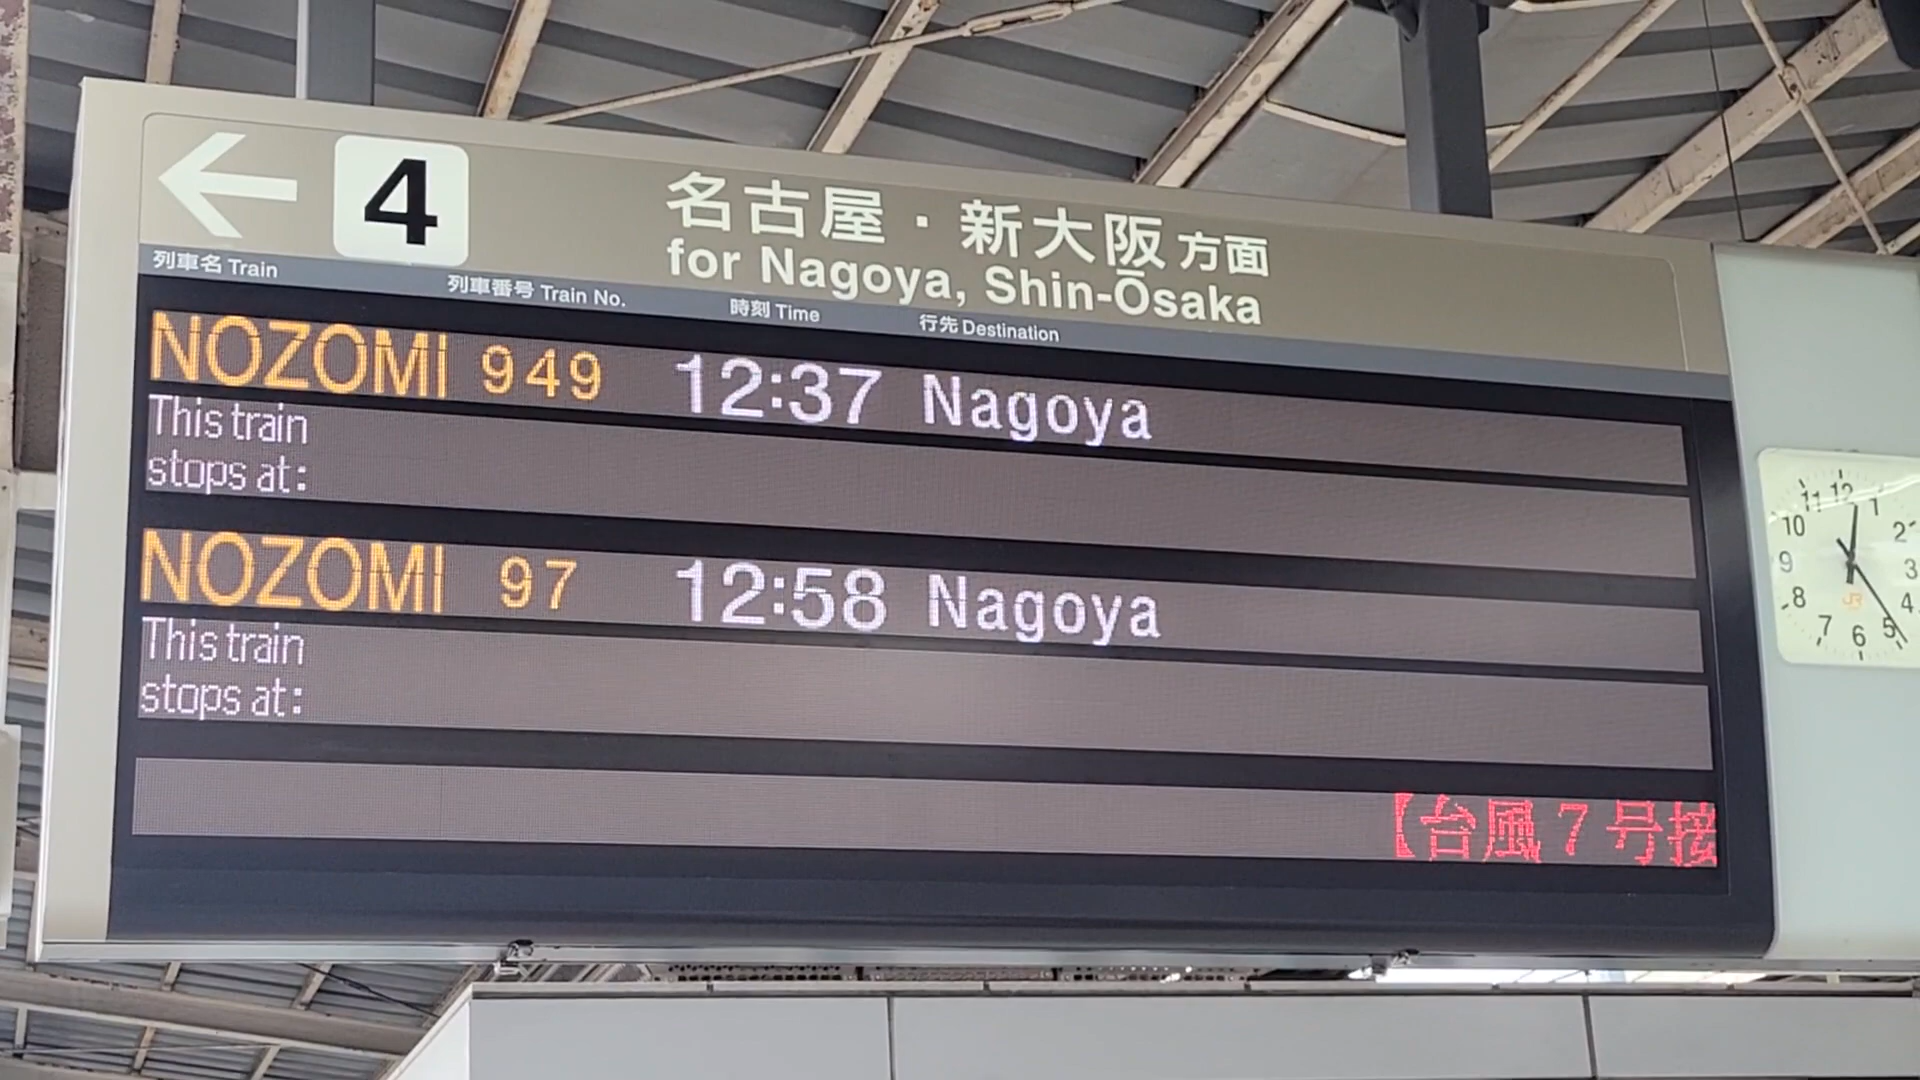 4
名古屋・新大阪方面
for Nagoya, Shin-Ōsaka
列車名 Train 列車番号 Train No. 時刻 Time 行先 Destination
NOZOMI 949 12:37 Nagoya
This train
stops at:
NOZOMI 97 12:58 Nagoya
This train
stops at:
【台風7号接
11 12 1
10 2
9 3
8 4
7 6 5
JR